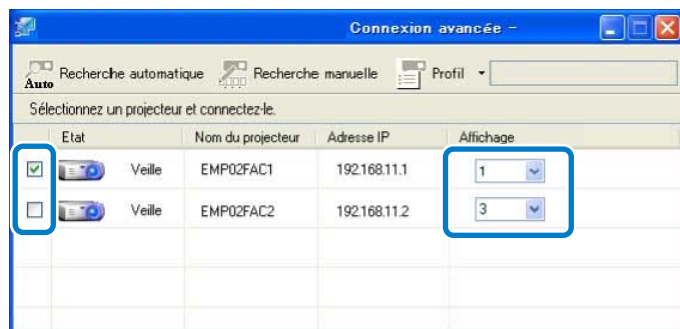 Connexion avancée -
Auto Recherche automatique Recherche manuelle Profil
Sélectionnez un projecteur et connectez-le.
Etat Nom du projecteur Adresse IP Affichage
Veille EMP02FAC1 192.168.11.1 1
Veille EMP02FAC2 192.168.11.2 3